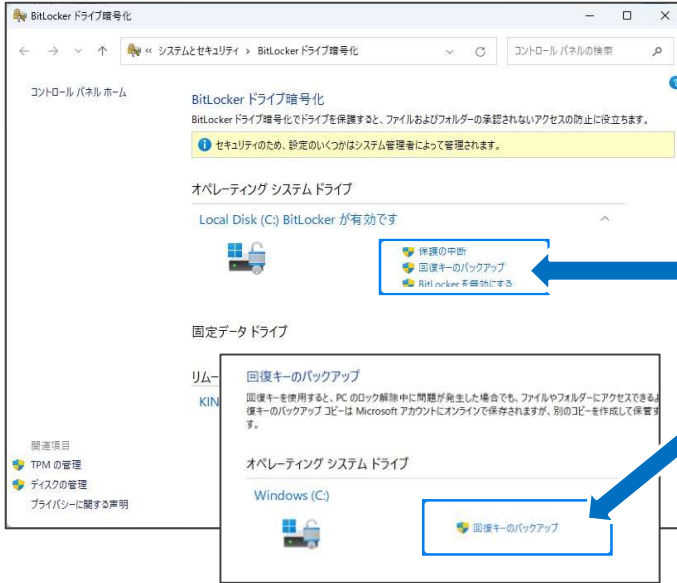 BitLocker ドライブ暗号化
« システムとセキュリティ › BitLocker ドライブ暗号化
コントロール パネルの検索
コントロール パネル ホーム
BitLocker ドライブ暗号化
BitLocker ドライブ暗号化でドライブを保護すると、ファイルおよびフォルダーの承認されないアクセスの防止に役立ちます。
セキュリティのため、設定のいくつかはシステム管理者によって管理されます。
オペレーティング システム ドライブ
Local Disk (C:) BitLocker が有効です
保護の中断
回復キーのバックアップ
BitLocker を無効にする
固定データ ドライブ
リム
KIN
回復キーのバックアップ
回復キーを使用すると、PC のロック解除中に問題が発生した場合でも、ファイルやフォルダーにアクセスできるよ
復キーのバックアップ コピーは Microsoft アカウントにオンラインで保存されますが、別のコピーを作成して保管す
す。
オペレーティング システム ドライブ
Windows (C:)
回復キーのバックアップ
関連項目
TPM の管理
ディスクの管理
プライバシーに関する声明